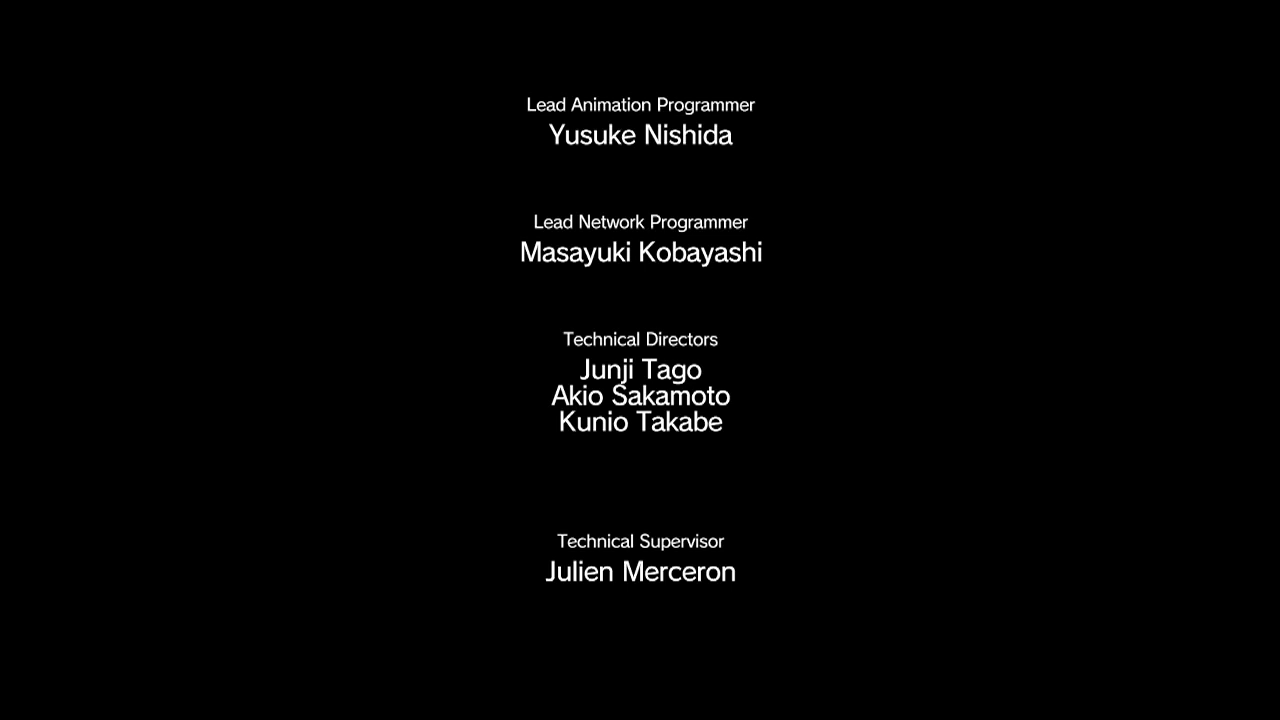 Lead Animation Programmer
Yusuke Nishida
Lead Network Programmer
Masayuki Kobayashi
Technical Directors
Junji Tago
Akio Sakamoto
Kunio Takabe
Technical Supervisor
Julien Merceron